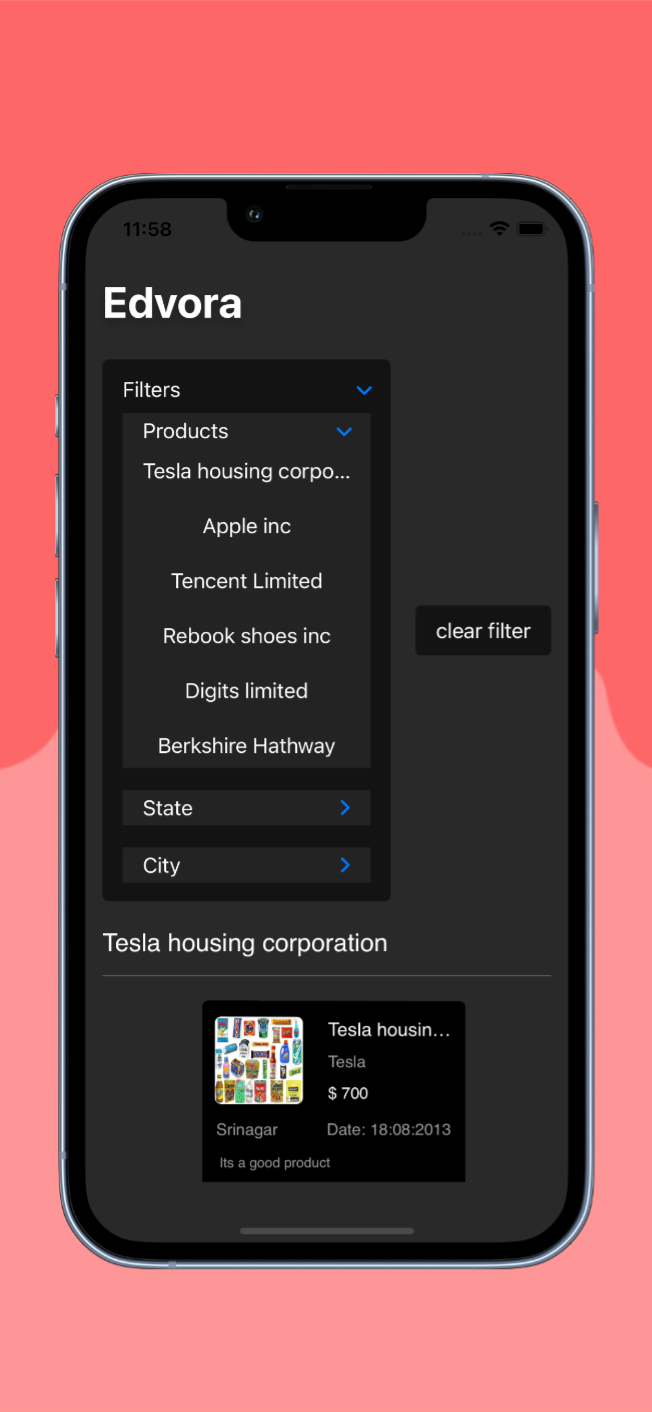 11:58
Edvora
Filters
Products
Tesla housing corpo...
Apple inc
Tencent Limited
Rebook shoes inc
clear filter
Digits limited
Berkshire Hathway
State
City
Tesla housing corporation
Tesla housin...
Tesla
$ 700
Srinagar Date: 18:08:2013
Its a good product